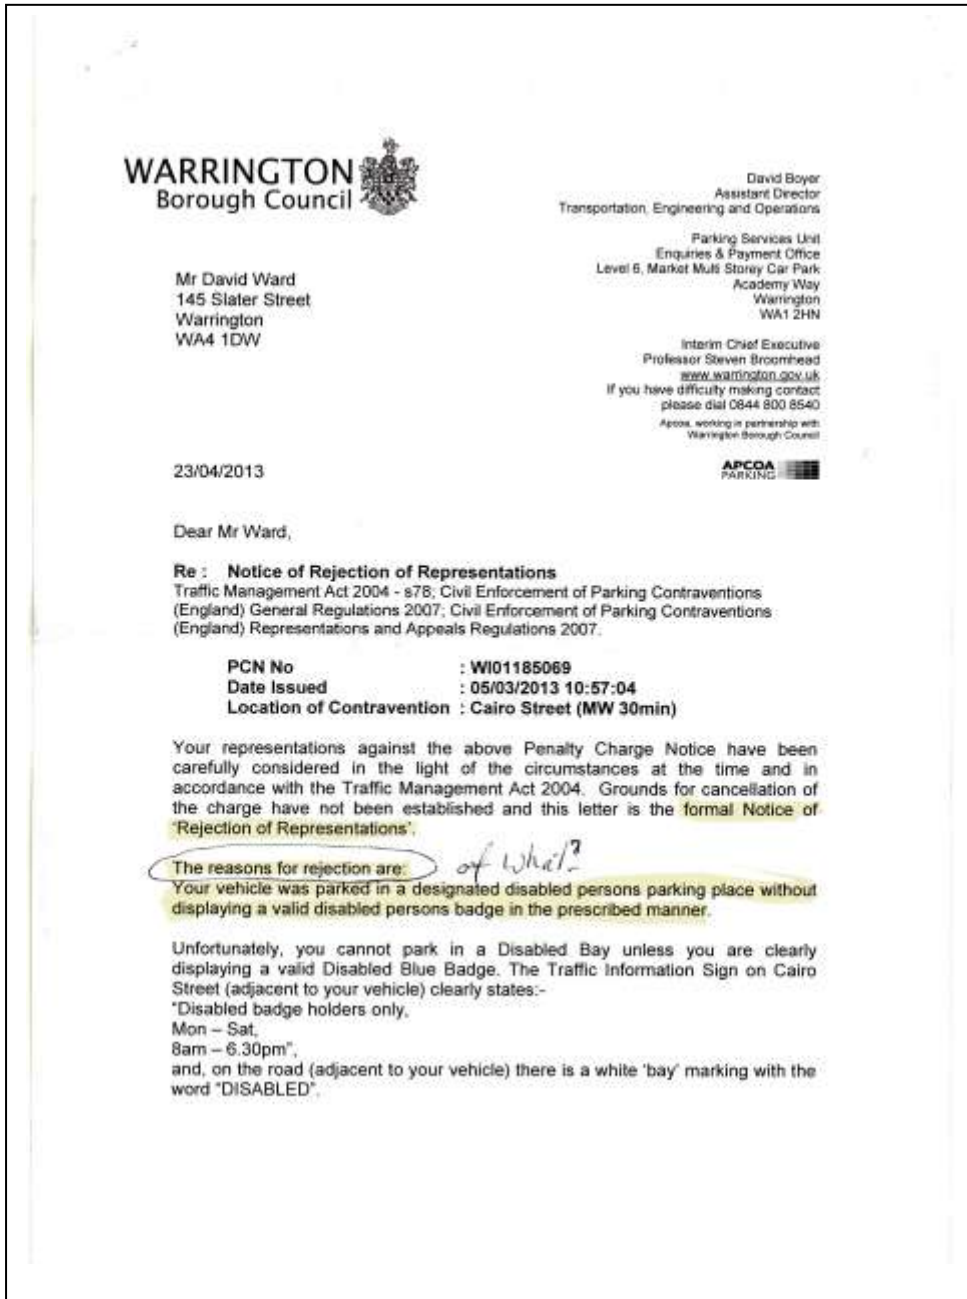 WARRINGTON
Borough Council
David Boyer
Assistant Director
Transportation, Engineering and Operations
Parking Services Unit
Enquiries & Payment Office
Level 6, Market Multi Storey Car Park
Academy Way
Warrington
WA1 2HN
Mr David Ward
145 Slater Street
Warrington
WA4 1DW
Interim Chief Executive
Professor Steven Broomhead
www.warrington.gov.uk
If you have difficulty making contact
please dial 0844 800 8540
Apcoa, working in partnership with
Warrington Borough Council
APCOA
PARKING
23/04/2013
Dear Mr Ward,
Re : Notice of Rejection of Representations
Traffic Management Act 2004 - s78; Civil Enforcement of Parking Contraventions
(England) General Regulations 2007; Civil Enforcement of Parking Contraventions
(England) Representations and Appeals Regulations 2007.
PCN No : WI01185069
Date Issued : 05/03/2013 10:57:04
Location of Contravention : Cairo Street (MW 30min)
Your representations against the above Penalty Charge Notice have been
carefully considered in the light of the circumstances at the time and in
accordance with the Traffic Management Act 2004. Grounds for cancellation of
the charge have not been established and this letter is the formal Notice of
'Rejection of Representations'.
The reasons for rejection are: of what?
Your vehicle was parked in a designated disabled persons parking place without
displaying a valid disabled persons badge in the prescribed manner.
Unfortunately, you cannot park in a Disabled Bay unless you are clearly
displaying a valid Disabled Blue Badge. The Traffic Information Sign on Cairo
Street (adjacent to your vehicle) clearly states:-
"Disabled badge holders only,
Mon – Sat,
8am – 6.30pm",
and, on the road (adjacent to your vehicle) there is a white 'bay' marking with the
word "DISABLED".